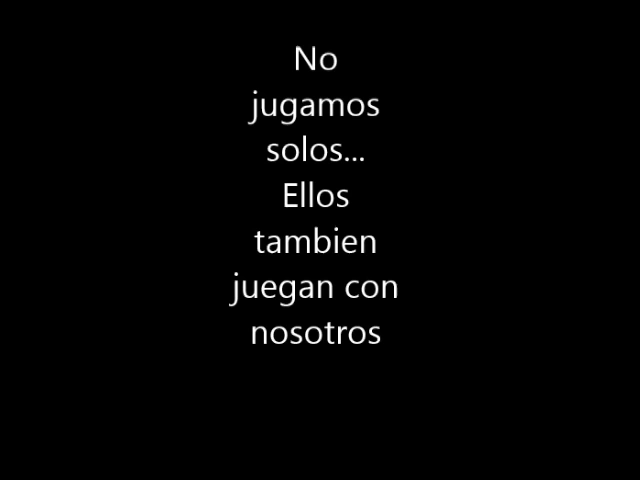 No
jugamos
solos...
Ellos
tambien
juegan con
nosotros